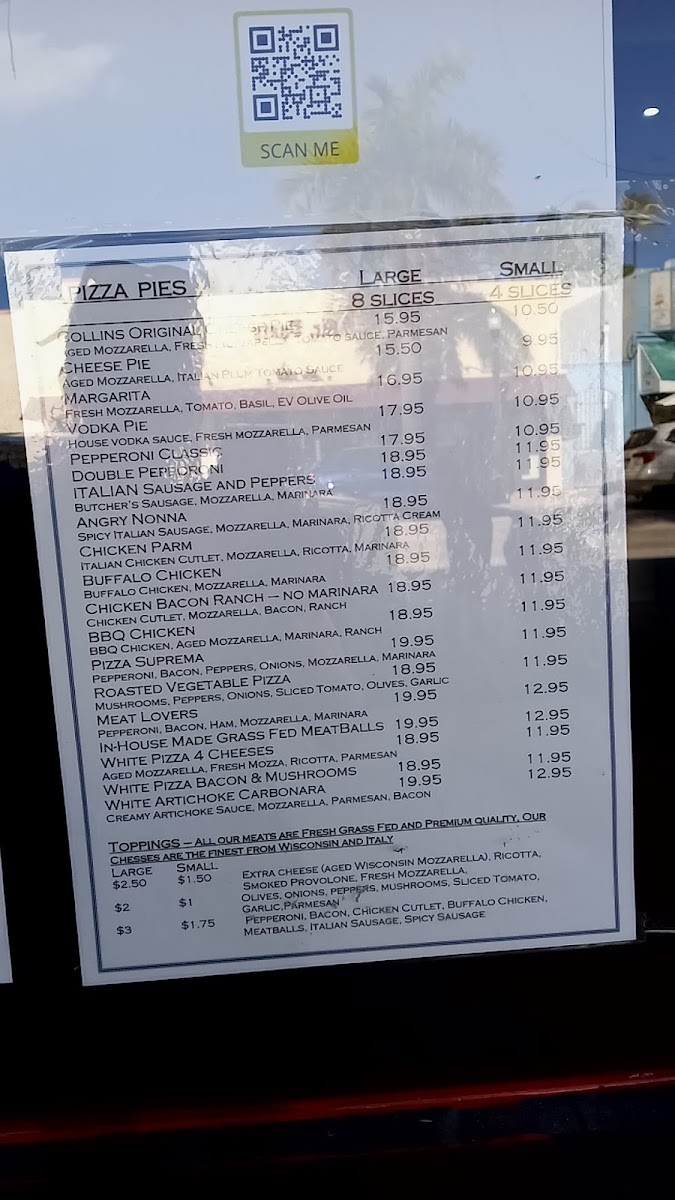 SCAN ME
PIZZA PIES LARGE SMALL
8 SLICES 4 SLICES
COLLINS ORIGINAL PIE 15.95 10.50
AGED MOZZARELLA, FRESH TOMATO SAUCE, PARMESAN
CHEESE PIE 15.50 9.95
AGED MOZZARELLA, ITALIAN PLUM TOMATO SAUCE
MARGARITA 16.95 10.95
FRESH MOZZARELLA, TOMATO, BASIL, EV OLIVE OIL
VODKA PIE 17.95 10.95
HOUSE VODKA SAUCE, FRESH MOZZARELLA, PARMESAN
PEPPERONI CLASSIC 17.95 10.95
DOUBLE PEPPORONI 18.95 11.95
ITALIAN SAUSAGE AND PEPPERS 18.95 11.95
BUTCHER'S SAUSAGE, MOZZARELLA, MARINARA
ANGRY NONNA 18.95 11.95
SPICY ITALIAN SAUSAGE, MOZZARELLA, MARINARA, RICOTTA CREAM
CHICKEN PARM 18.95 11.95
ITALIAN CHICKEN CUTLET, MOZZARELLA, RICOTTA, MARINARA
BUFFALO CHICKEN 18.95 11.95
BUFFALO CHICKEN, MOZZARELLA, MARINARA
CHICKEN BACON RANCH – NO MARINARA 18.95 11.95
CHICKEN CUTLET, MOZZARELLA, BACON, RANCH
BBQ CHICKEN 18.95 11.95
BBQ CHICKEN, AGED MOZZARELLA, MARINARA, RANCH
PIZZA SUPREMA 19.95 11.95
PEPPERONI, BACON, PEPPERS, ONIONS, MOZZARELLA, MARINARA
ROASTED VEGETABLE PIZZA 18.95 11.95
MUSHROOMS, PEPPERS, ONIONS, SLICED TOMATO, OLIVES, GARLIC
MEAT LOVERS 19.95 12.95
PEPPERONI, BACON, HAM, MOZZARELLA, MARINARA
IN-HOUSE MADE GRASS FED MEATBALLS 19.95 12.95
WHITE PIZZA 4 CHEESES 18.95 11.95
AGED MOZZARELLA, FRESH MOZZA, RICOTTA, PARMESAN
WHITE PIZZA BACON & MUSHROOMS 18.95 11.95
WHITE ARTICHOKE CARBONARA 19.95 12.95
CREAMY ARTICHOKE SAUCE, MOZZARELLA, PARMESAN, BACON
TOPPINGS – ALL OUR MEATS ARE FRESH GRASS FED AND PREMIUM QUALITY. OUR
CHESSES ARE THE FINEST FROM WISCONSIN AND ITALY
LARGE SMALL
$2.50 $1.50 EXTRA CHEESE (AGED WISCONSIN MOZZARELLA), RICOTTA,
SMOKED PROVOLONE, FRESH MOZZARELLA,
$2 $1 OLIVES, ONIONS, PEPPERS, MUSHROOMS, SLICED TOMATO,
GARLIC, PARMESAN
$3 $1.75 PEPPERONI, BACON, CHICKEN CUTLET, BUFFALO CHICKEN,
MEATBALLS, ITALIAN SAUSAGE, SPICY SAUSAGE